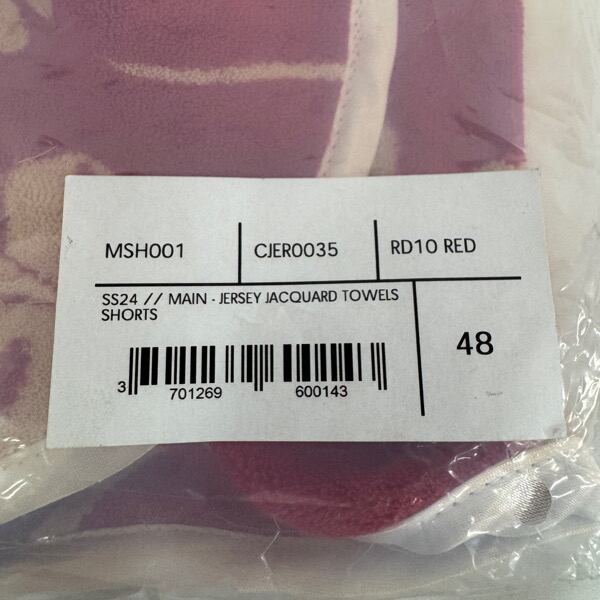 MSH001
CJER0035
RD10 RED
SS24 // MAIN - JERSEY JACQUARD TOWELS
SHORTS
48
3 701269 600143